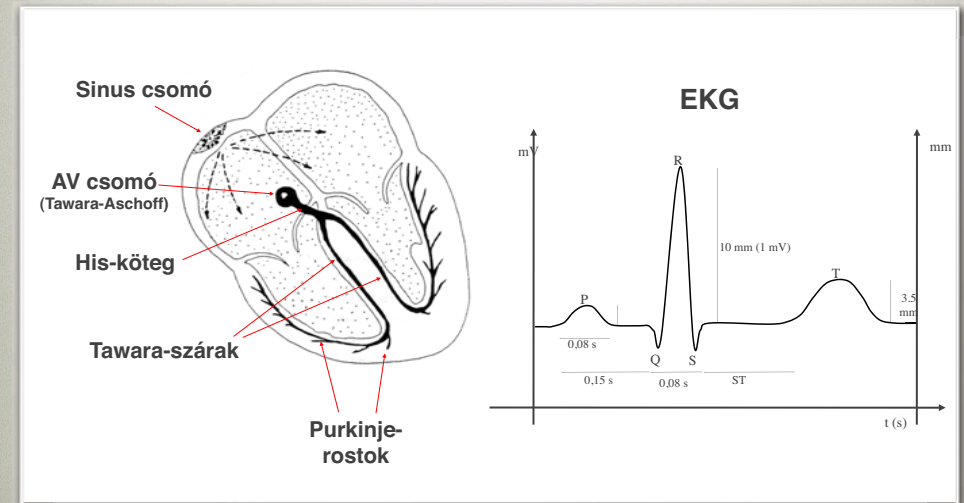 Sinus csomó
AV csomó
(Tawara-Aschoff)
His-köteg
Tawara-szárak
Purkinje-
rostok
EKG
mV
mm
R
10 mm (1 mV)
P
T
3.5
mm
0,08 s
Q
S
0,15 s
0,08 s
ST
t (s)